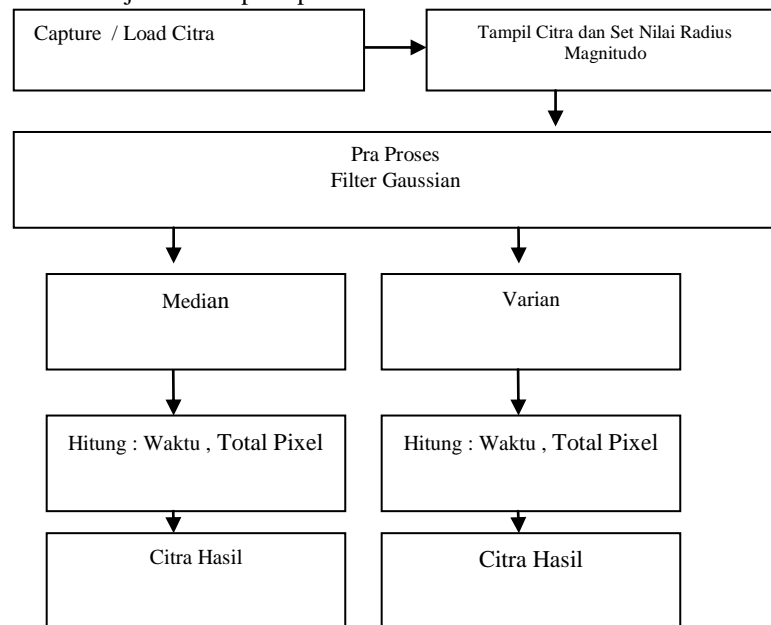 Capture / Load Citra
Tampil Citra dan Set Nilai Radius
Magnitudo
Pra Proses
Filter Gaussian
Median
Varian
Hitung : Waktu , Total Pixel
Hitung : Waktu , Total Pixel
Citra Hasil
Citra Hasil